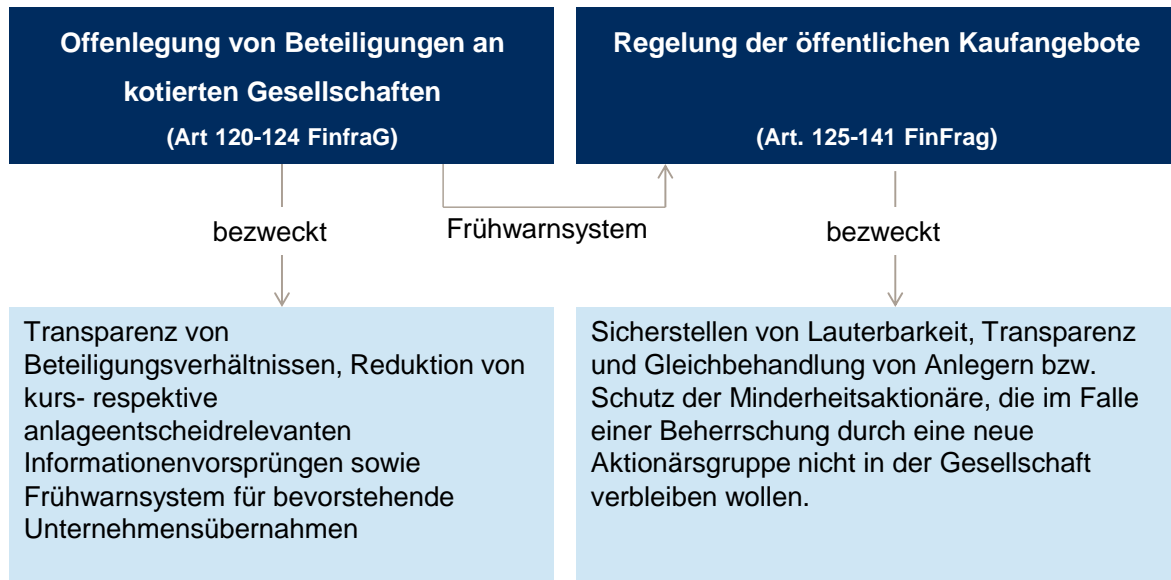 Offenlegung von Beteiligungen an
kotierten Gesellschaften
(Art 120-124 FinfraG)
Regelung der öffentlichen Kaufangebote
(Art. 125-141 FinFrag)
bezweckt
Frühwarnsystem
bezweckt
Transparenz von
Beteiligungsverhältnissen, Reduktion von
kurs- respektive
anlageentscheidrelevanten
Informationenvorsprüngen sowie
Frühwarnsystem für bevorstehende
Unternehmensübernahmen
Sicherstellen von Lauterbarkeit, Transparenz
und Gleichbehandlung von Anlegern bzw.
Schutz der Minderheitsaktionäre, die im Falle
einer Beherrschung durch eine neue
Aktionärsgruppe nicht in der Gesellschaft
verbleiben wollen.